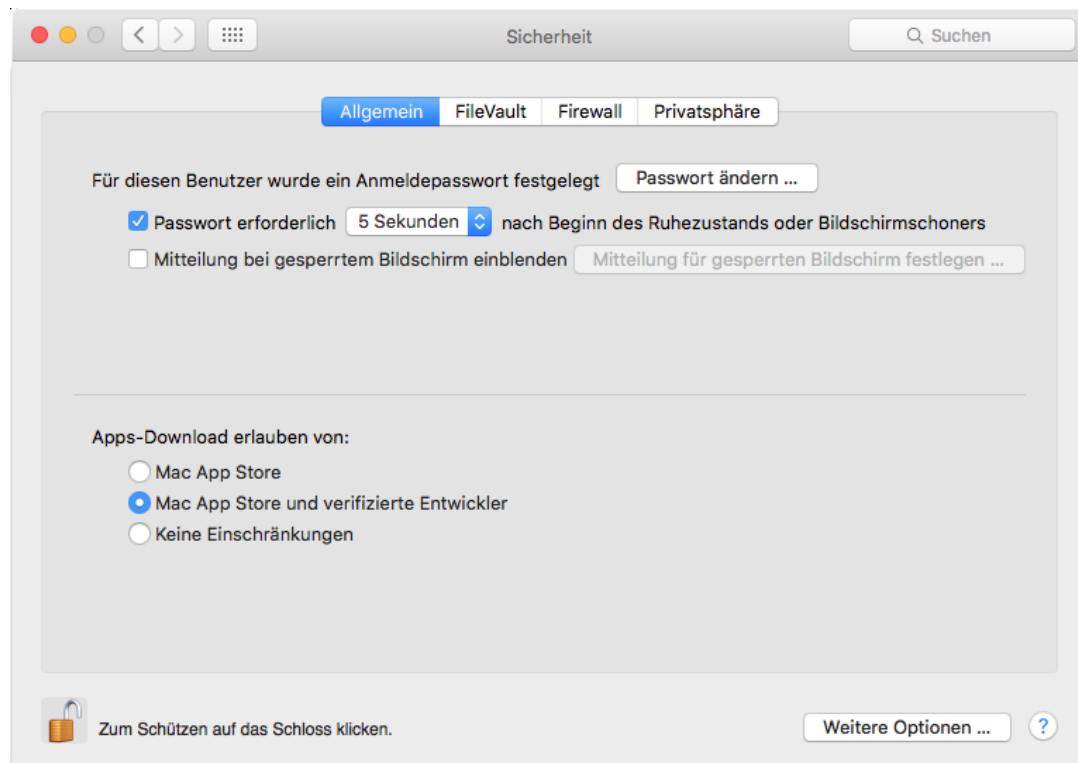 Sicherheit
Suchen
Allgemein FileVault Firewall Privatsphäre
Für diesen Benutzer wurde ein Anmeldepasswort festgelegt Passwort ändern ...
Passwort erforderlich 5 Sekunden nach Beginn des Ruhezustands oder Bildschirmschoners
Mitteilung bei gesperrtem Bildschirm einblenden Mitteilung für gesperrten Bildschirm festlegen ...
Apps-Download erlauben von:
Mac App Store
Mac App Store und verifizierte Entwickler
Keine Einschränkungen
Zum Schützen auf das Schloss klicken. Weitere Optionen ... ?